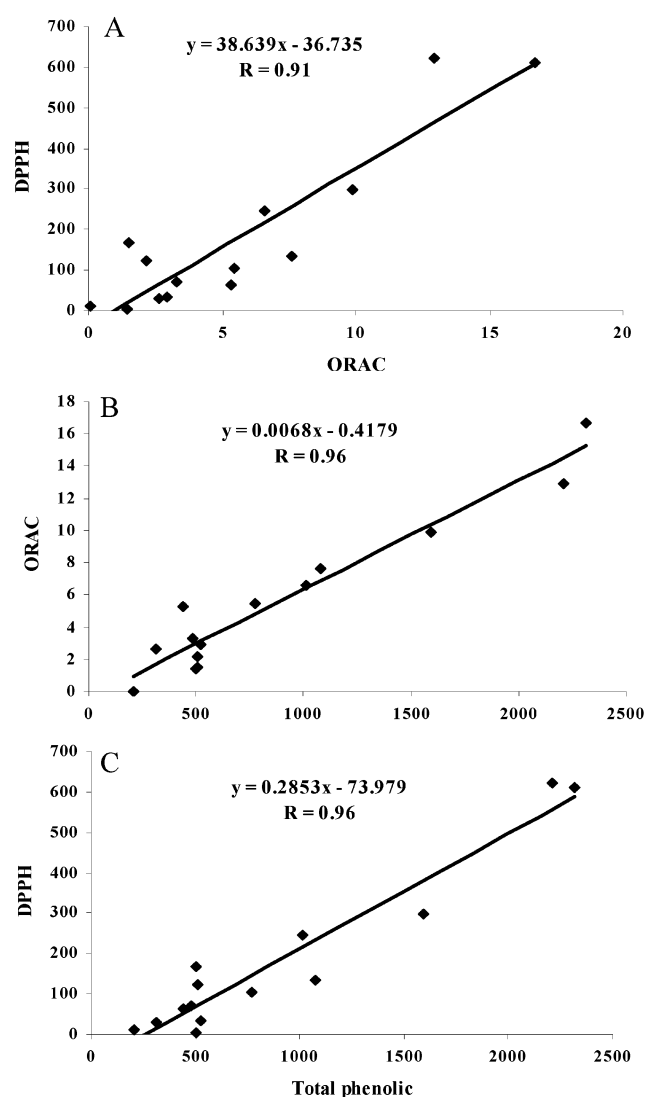 A
y = 38.639x - 36.735
R = 0.91
700
600
500
400
300
200
100
0
DPPH
0 5 10 15 20
ORAC
B
y = 0.0068x - 0.4179
R = 0.96
18
16
14
12
10
8
6
4
2
0
ORAC
0 500 1000 1500 2000 2500
C
y = 0.2853x - 73.979
R = 0.96
700
600
500
400
300
200
100
0
DPPH
0 500 1000 1500 2000 2500
Total phenolic